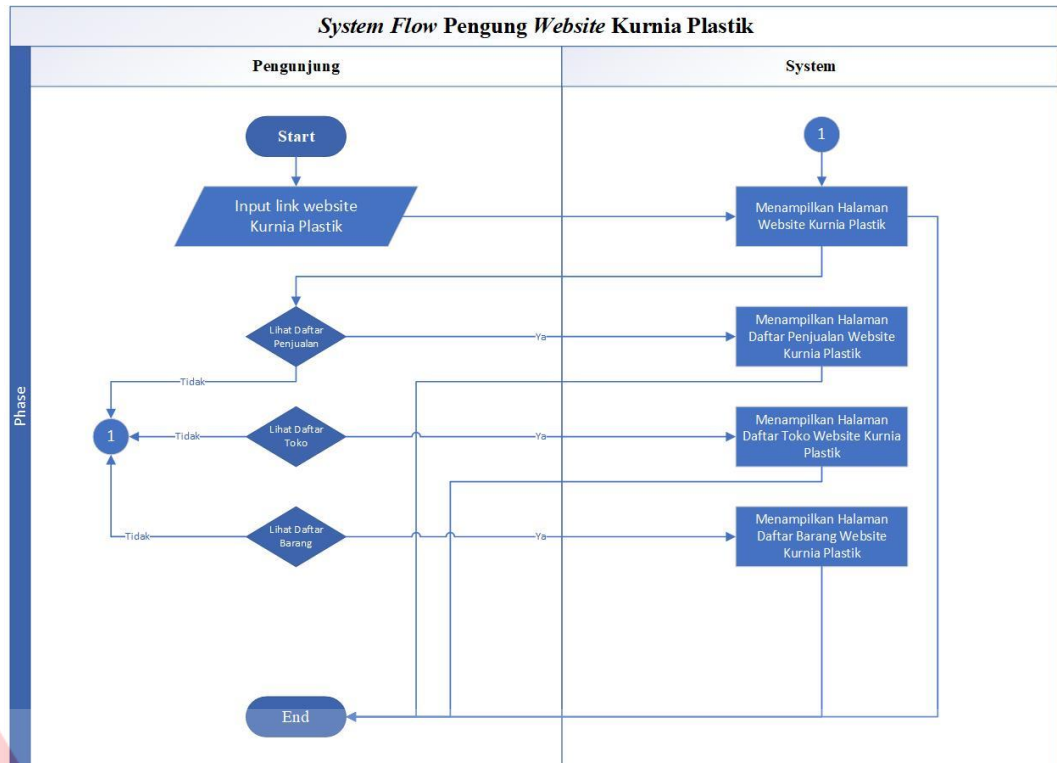 System Flow Pengung Website Kurnia Plastik
Pengunjung
System
Phase
Start
1
Input link website
Kurnia Plastik
Menampilkan Halaman
Website Kurnia Plastik
Lihat Daftar
Penjualan
Ya
Menampilkan Halaman
Daftar Penjualan Website
Kurnia Plastik
Tidak
1
Tidak
Lihat Daftar
Toko
Ya
Menampilkan Halaman
Daftar Toko Website Kurnia
Plastik
Tidak
Lihat Daftar
Barang
Ya
Menampilkan Halaman
Daftar Barang Website
Kurnia Plastik
End